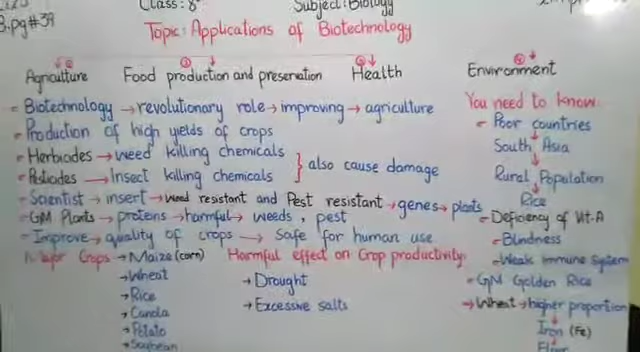 Class: 8 Subject: Biology
B.pg#39
Topic: Applications of Biotechnology
Agriculture Food production and preservation Health Environment
Biotechnology → revolutionary role → improving → agriculture
Production of high yields of crops
Herbicides → weed killing chemicals
Pestiodes → Insect killing chemicals } also cause damage
Scientist → insert → weed resistant and Pest resistant → genes → plants
GM Plants → proteins → harmful → weeds, pest
Improve → quality of crops → Safe for human use
Major Crops → Maize (corn)
→ Wheat
→ Rice
→ Canola
→ Potato
→ Soybean
Harmful effect on Crop productivity
→ Drought
→ Excessive salts
You need to know:
Poor countries
South Asia
Rural Population
Rice
Deficiency of Vit-A
Blindness
Weak immune System
GM Golden Rice
→ Wheat → higher proportion
Iron (Fe)